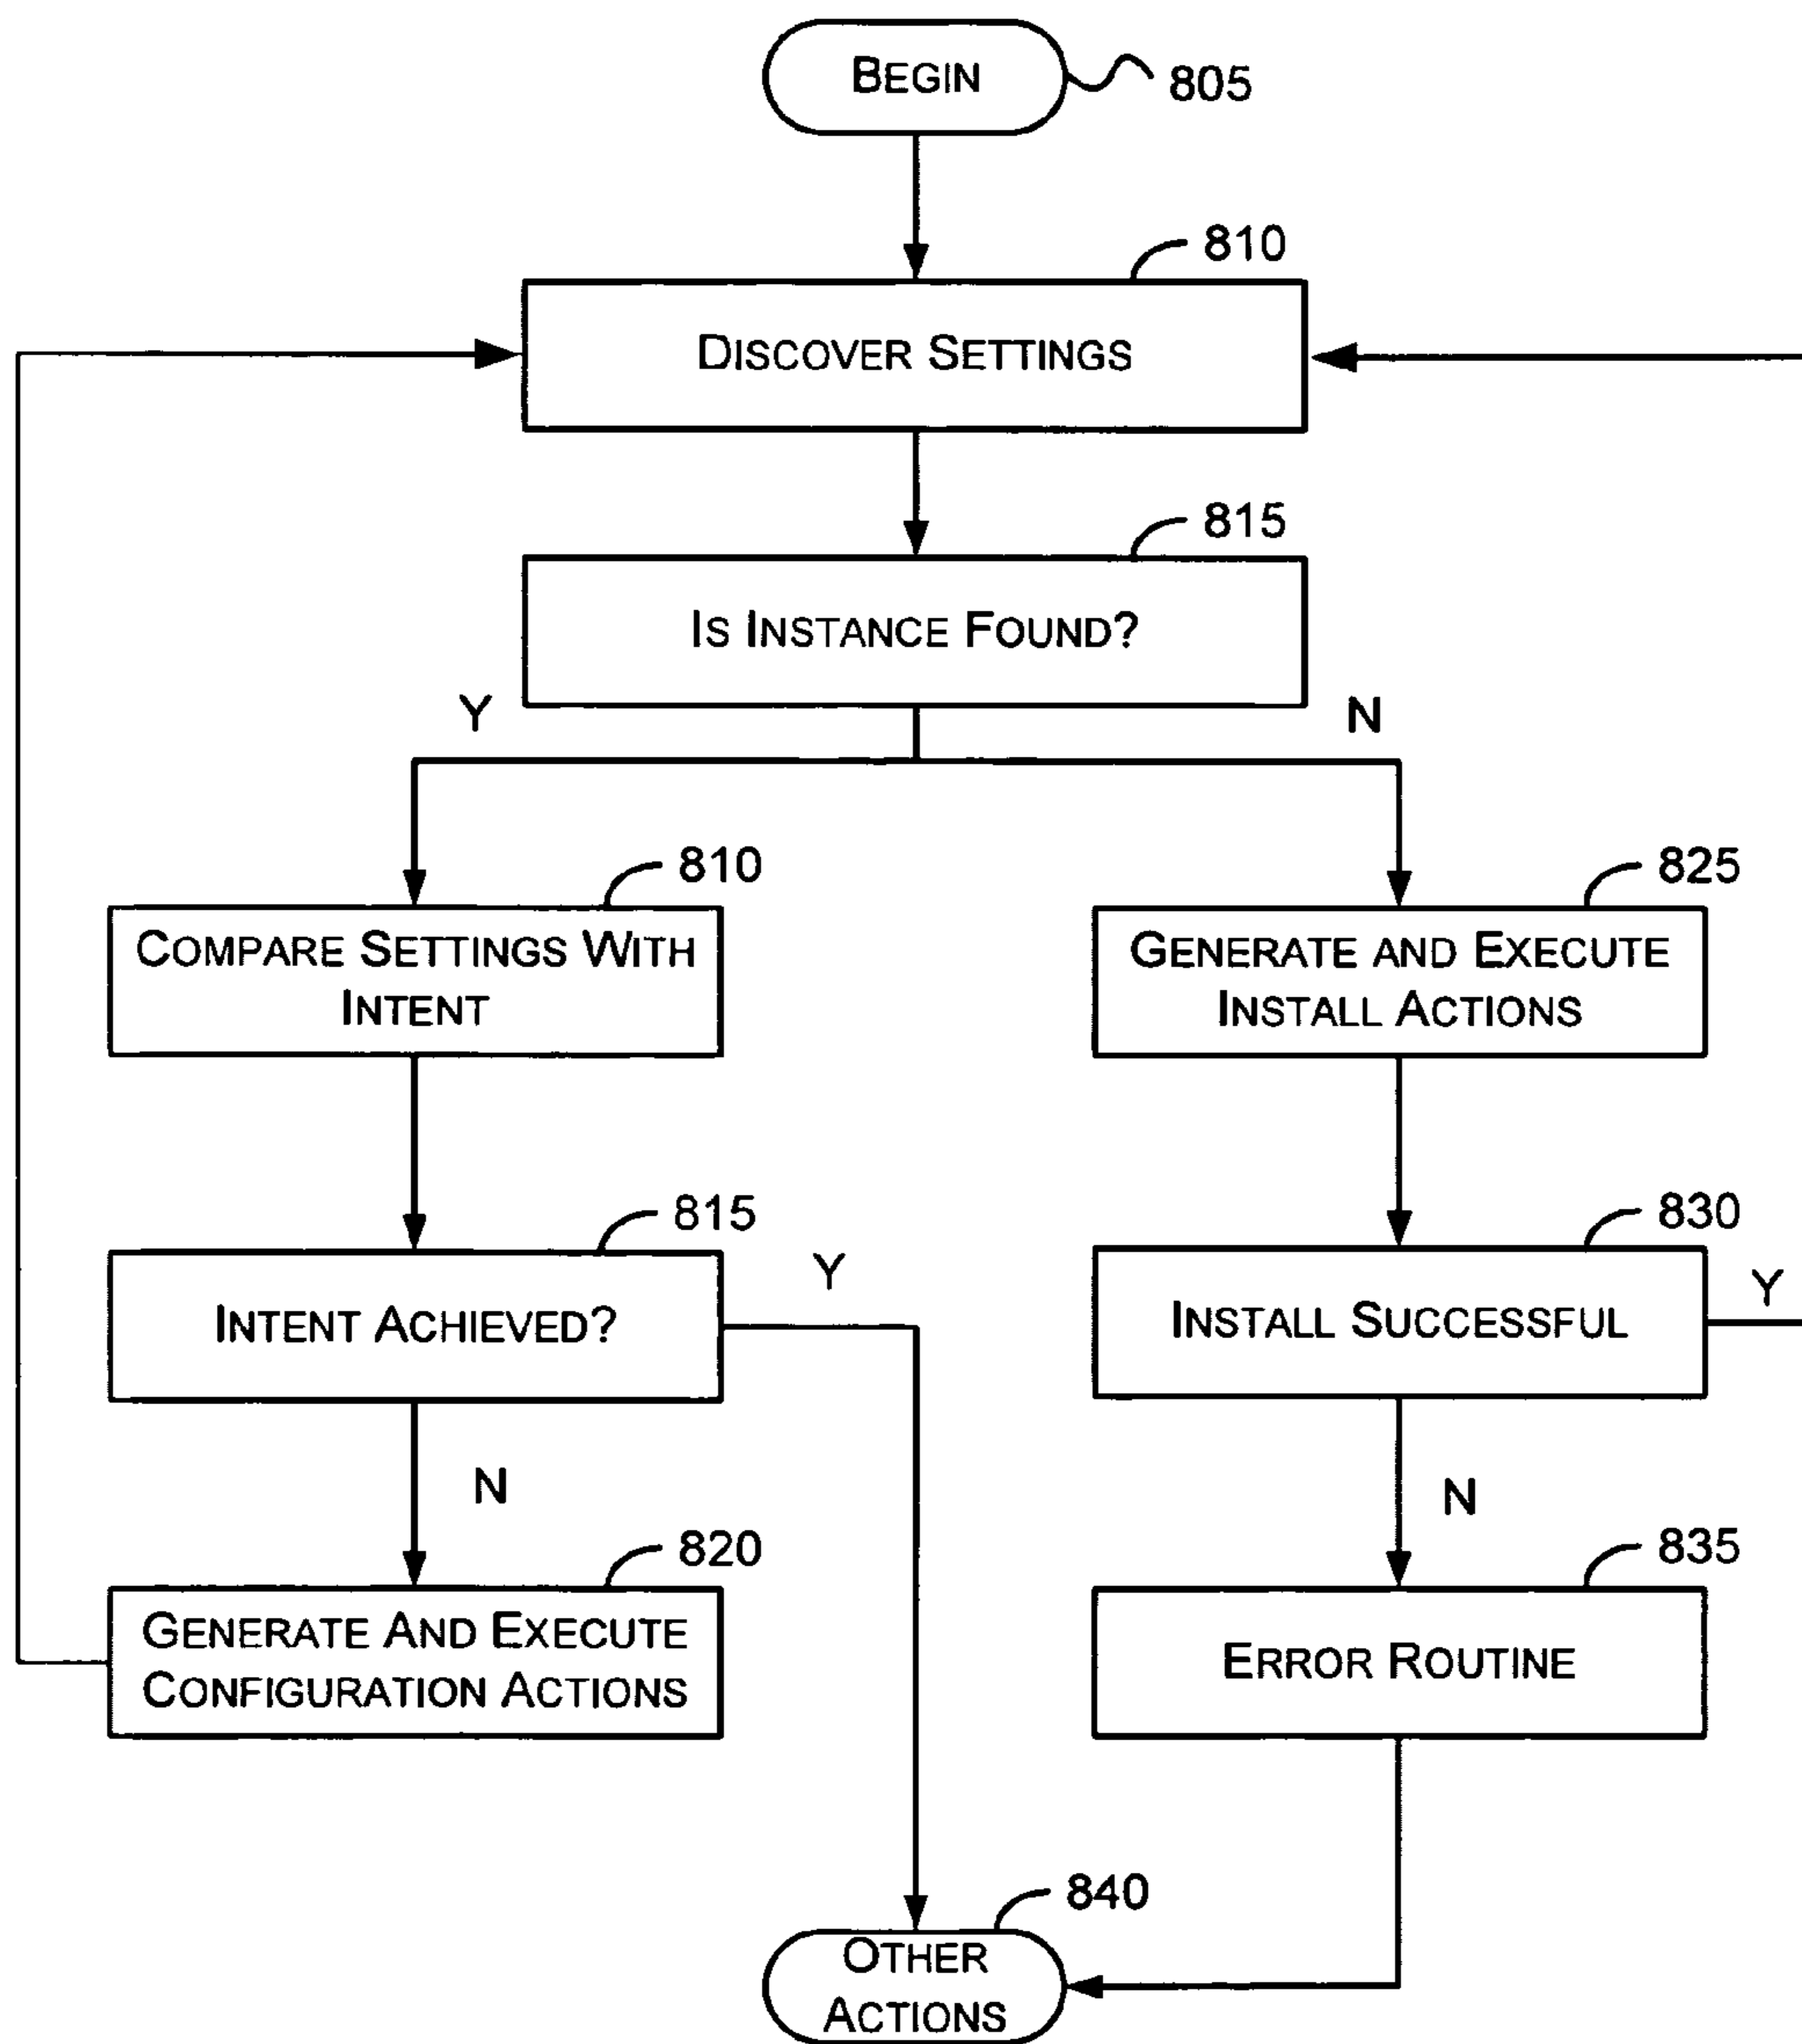 BEGIN
805
810
DISCOVER SETTINGS
815
IS INSTANCE FOUND?
Y
N
810
COMPARE SETTINGS WITH
INTENT
825
GENERATE AND EXECUTE
INSTALL ACTIONS
815
INTENT ACHIEVED?
Y
830
INSTALL SUCCESSFUL
Y
N
N
820
GENERATE AND EXECUTE
CONFIGURATION ACTIONS
835
ERROR ROUTINE
840
OTHER
ACTIONS